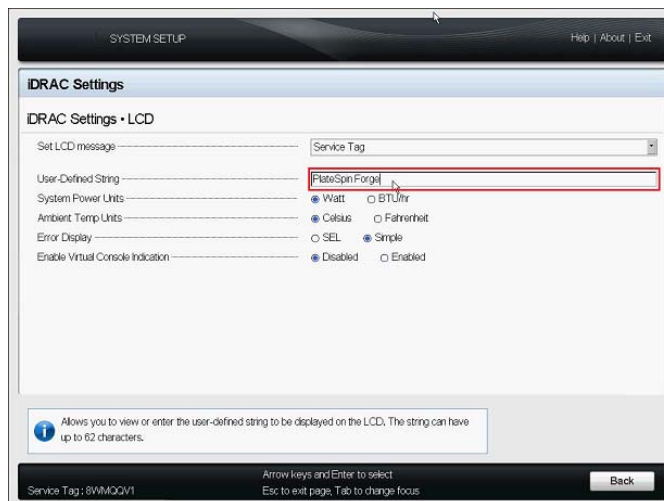 SYSTEM SETUP
Help | About | Exit
iDRAC Settings
iDRAC Settings • LCD
Set LCD message Service Tag
User-Defined String PlateSpin Forge
System Power Units Watt BTU/hr
Ambient Temp Units Celsius Fahrenheit
Error Display SEL Simple
Enable Virtual Console Indication Disabled Enabled
Allows you to view or enter the user-defined string to be displayed on the LCD. The string can have
up to 62 characters.
Arrow keys and Enter to select
Service Tag : 8WMQQV1 Esc to exit page, Tab to change focus
Back